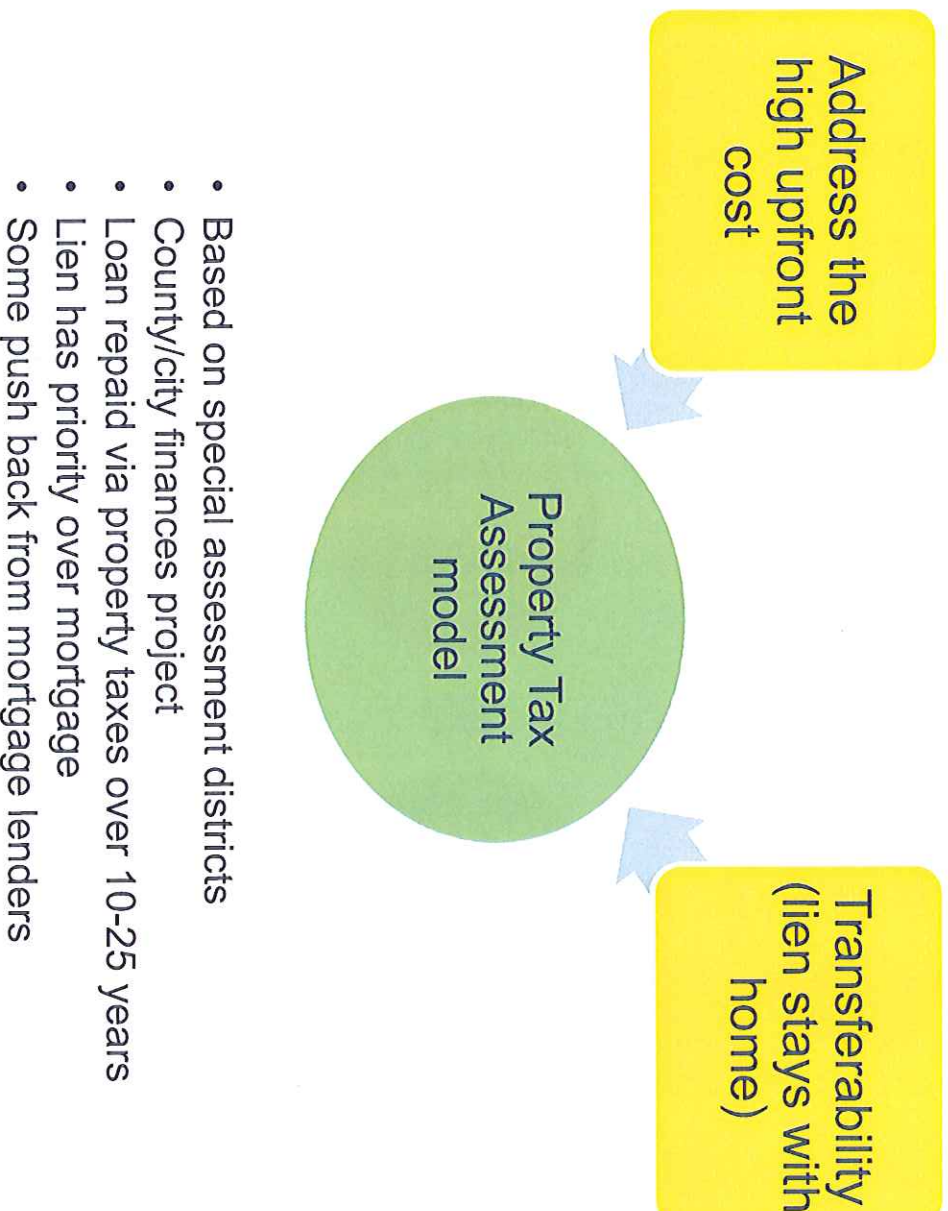 Address the
high upfront
cost
Transferability
(lien stays with
home)
Property Tax
Assessment
model
• Based on special assessment districts
• County/city finances project
• Loan repaid via property taxes over 10-25 years
• Lien has priority over mortgage
• Some push back from mortgage lenders